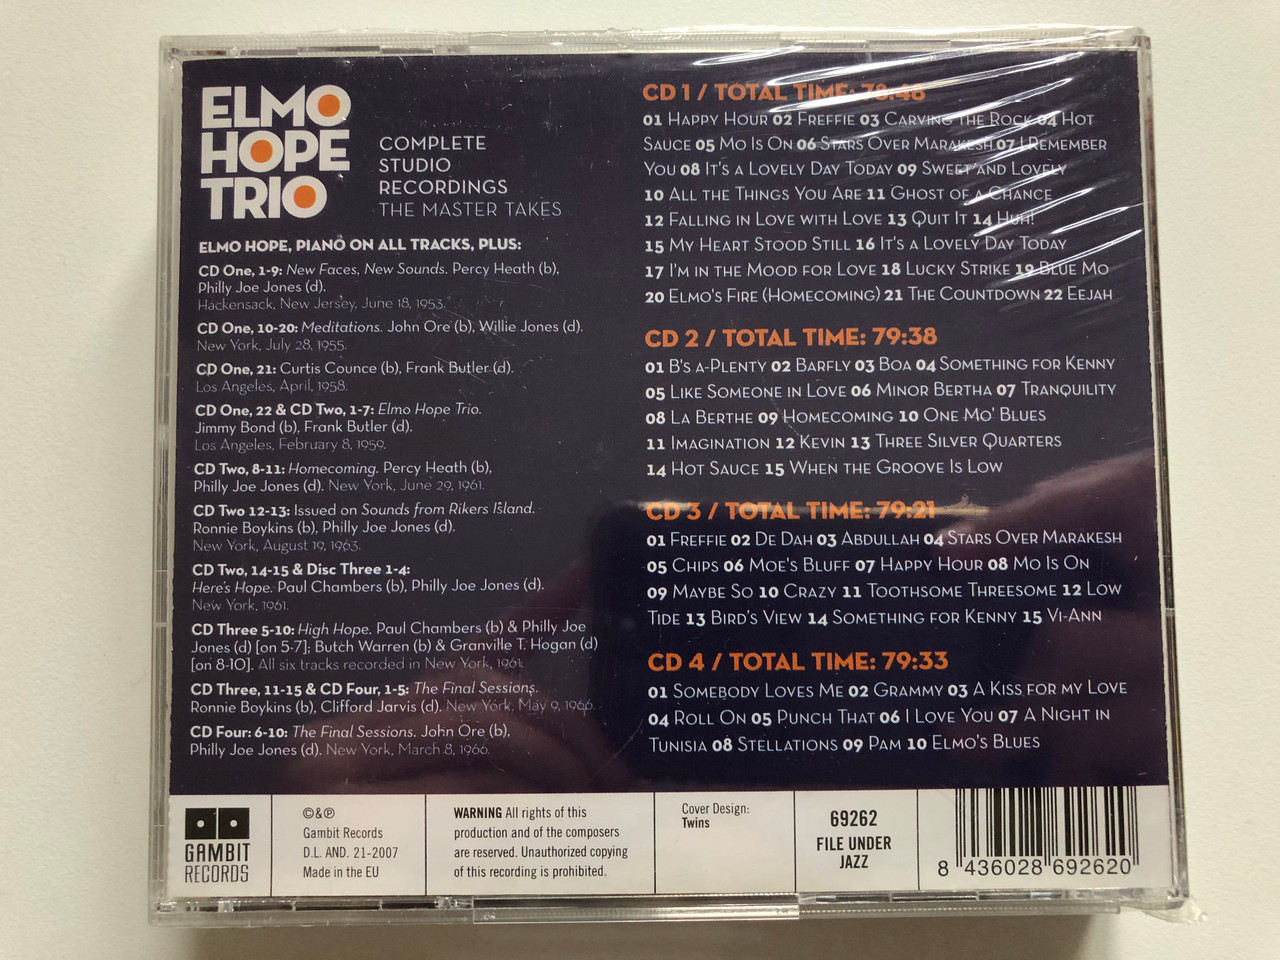 ELMO
HOPE
TRIO
COMPLETE
STUDIO
RECORDINGS
THE MASTER TAKES
ELMO HOPE, PIANO ON ALL TRACKS, PLUS:
CD One, 1-9: New Faces, New Sounds. Percy Heath (b),
Philly Joe Jones (d).
Hackensack, New Jersey, June 18, 1953.
CD One, 10-20: Meditations. John Ore (b), Willie Jones (d).
New York, July 28, 1955.
CD One, 21: Curtis Counce (b), Frank Butler (d).
Los Angeles, April, 1958.
CD One, 22 & CD Two, 1-7: Elmo Hope Trio.
Jimmy Bond (b), Frank Butler (d).
Los Angeles, February 8, 1959.
CD Two, 8-11: Homecoming. Percy Heath (b),
Philly Joe Jones (d). New York, June 29, 1961.
CD Two 12-13: Issued on Sounds from Rikers Island.
Ronnie Boykins (b), Philly Joe Jones (d).
New York, August 19, 1963.
CD Two, 14-15 & Disc Three 1-4:
Here's Hope. Paul Chambers (b), Philly Joe Jones (d).
New York, 1961.
CD Three 5-10: High Hope. Paul Chambers (b) & Philly Joe
Jones (d) [on 5-7]; Butch Warren (b) & Granville T. Hogan (d)
[on 8-10]. All six tracks recorded in New York, 1961.
CD Three, 11-15 & CD Four, 1-5: The Final Sessions.
Ronnie Boykins (b), Clifford Jarvis (d). New York, May 9, 1966.
CD Four: 6-10: The Final Sessions. John Ore (b),
Philly Joe Jones (d). New York, March 8, 1966.
CD 1 / TOTAL TIME: 78:48
01 Happy Hour 02 Freffie 03 Carving the Rock 04 Hot
Sauce 05 Mo Is On 06 Stars Over Marakesh 07 I Remember
You 08 It's a Lovely Day Today 09 Sweet and Lovely
10 All the Things You Are 11 Ghost of a Chance
12 Falling in Love with Love 13 Quit It 14 Huh!
15 My Heart Stood Still 16 It's a Lovely Day Today
17 I'm in the Mood for Love 18 Lucky Strike 19 Blue Mo
20 Elmo's Fire (Homecoming) 21 The Countdown 22 Eejah
CD 2 / TOTAL TIME: 79:38
01 B's a-Plenty 02 Barfly 03 Boa 04 Something for Kenny
05 Like Someone in Love 06 Minor Bertha 07 Tranquility
08 La Berthe 09 Homecoming 10 One Mo' Blues
11 Imagination 12 Kevin 13 Three Silver Quarters
14 Hot Sauce 15 When the Groove Is Low
CD 3 / TOTAL TIME: 79:21
01 Freffie 02 De Dah 03 Abdullah 04 Stars Over Marakesh
05 Chips 06 Moe's Bluff 07 Happy Hour 08 Mo Is On
09 Maybe So 10 Crazy 11 Toothsome Threesome 12 Low
Tide 13 Bird's View 14 Something for Kenny 15 Vi-Ann
CD 4 / TOTAL TIME: 79:33
01 Somebody Loves Me 02 Grammy 03 A Kiss for my Love
04 Roll On 05 Punch That 06 I Love You 07 A Night in
Tunisia 08 Stellations 09 Pam 10 Elmo's Blues
GAMBIT
RECORDS
©&℗
Gambit Records
D.L. AND. 21-2007
Made in the EU
WARNING All rights of this
production and of the composers
are reserved. Unauthorized copying
of this recording is prohibited.
Cover Design:
Twins
69262
FILE UNDER
JAZZ
8 436028 692620